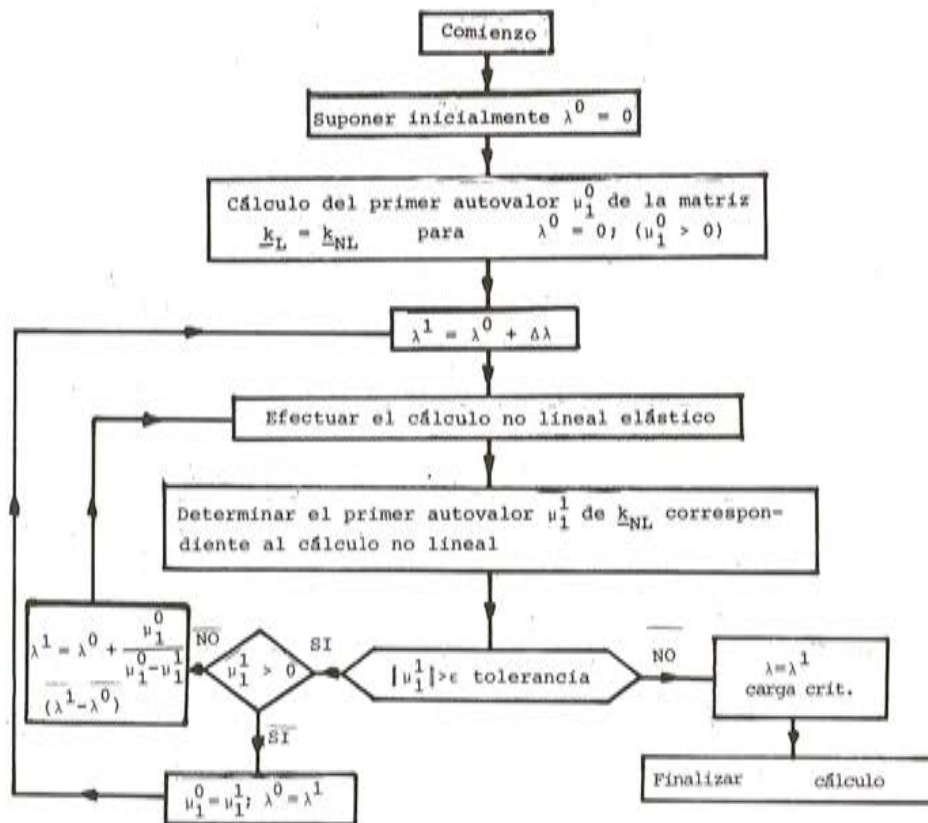 Comienzo
Suponer inicialmente λ⁰ = 0
Cálculo del primer autovalor μ₁⁰ de la matriz
k_L = k_NL para λ⁰ = 0; (μ₁⁰ > 0)
λ¹ = λ⁰ + Δλ
Efectuar el cálculo no lineal elástico
Determinar el primer autovalor μ₁¹ de k_NL correspon-
diente al cálculo no lineal
λ¹ = λ⁰ + μ₁⁰ / (μ₁⁰-μ₁¹)
(λ¹-λ⁰)
NO
μ₁¹ > 0
SI
|μ₁¹|>ε tolerancia
NO
λ=λ¹
carga crit.
SI
μ₁⁰=μ₁¹; λ⁰=λ¹
Finalizar cálculo